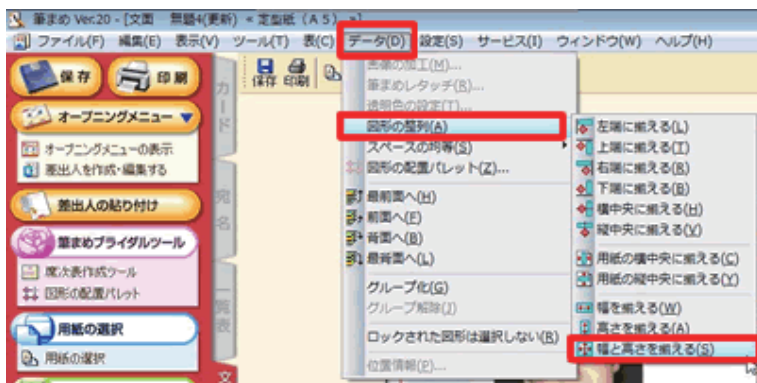 筆まめ Ver.20 - [文面 無題4(更新) « 定型紙 (A5) »]
ファイル(F) 編集(E) 表示(V) ツール(T) 表(C) データ(D) 設定(S) サービス(I) ウィンドウ(W) ヘルプ(H)
保存 印刷
保存 印刷
カード
宛名
一覧表
文
オープニングメニュー
オープニングメニューの表示
差出人を作成・編集する
差出人の貼り付け
筆まめブライダルツール
席次表作成ツール
図形の配置パレット
用紙の選択
用紙の選択
画像の加工(M)...
筆まめレタッチ(R)...
透明色の設定(T)...
図形の整列(A)
スペースの均等(S)
図形の配置パレット(Z)...
最前面へ(H)
前面へ(F)
背面へ(B)
最背面へ(L)
グループ化(G)
グループ解除(J)
ロックされた図形は選択しない(R)
位置情報(P)...
左端に揃える(L)
上端に揃える(T)
右端に揃える(R)
下端に揃える(B)
横中央に揃える(H)
縦中央に揃える(V)
用紙の横中央に揃える(C)
用紙の縦中央に揃える(Y)
幅を揃える(W)
高さを揃える(A)
幅と高さを揃える(S)